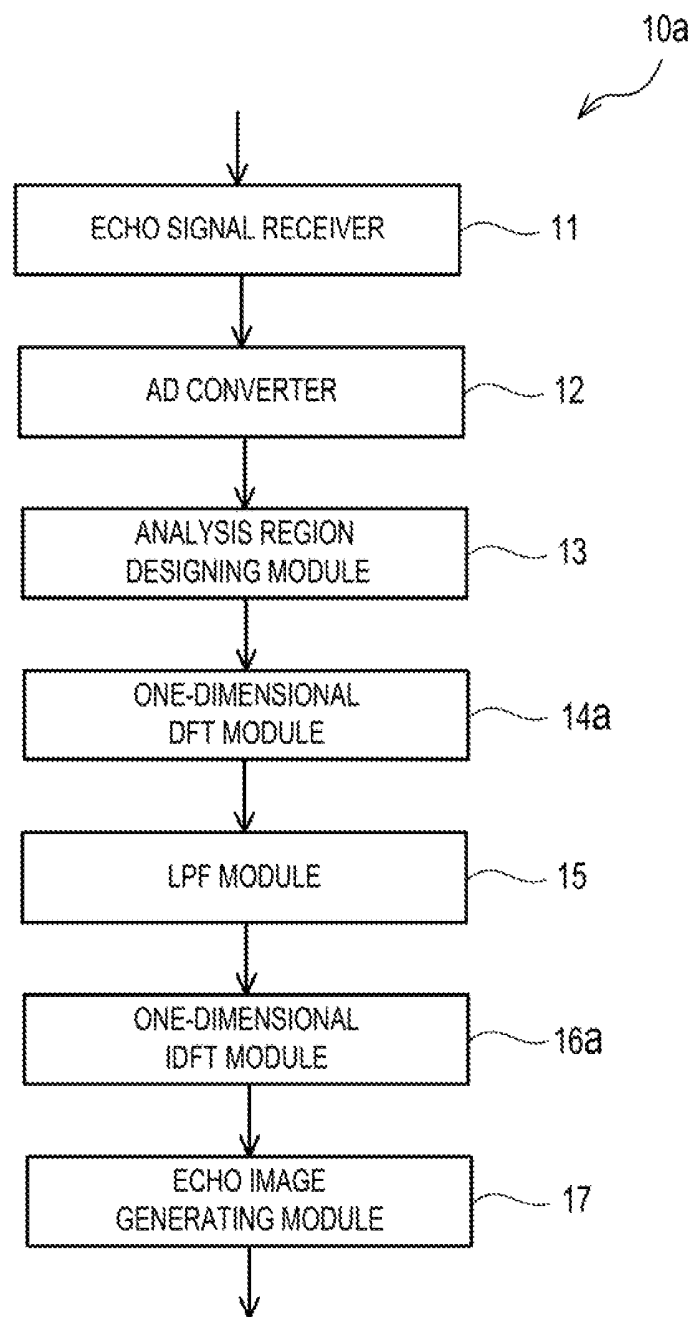 10a
ECHO SIGNAL RECEIVER
11
AD CONVERTER
12
ANALYSIS REGION
DESIGNING MODULE
13
ONE-DIMENSIONAL
DFT MODULE
14a
LPF MODULE
15
ONE-DIMENSIONAL
IDFT MODULE
16a
ECHO IMAGE
GENERATING MODULE
17